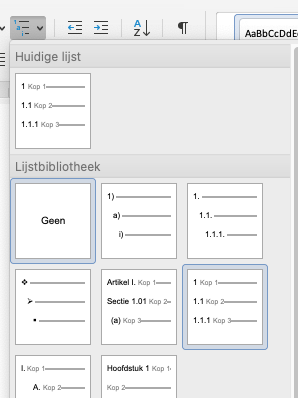 A
Z
¶
AaBbCcDdEe
Huidige lijst
1 Kop 1
1.1 Kop 2
1.1.1 Kop 3
Lijstbibliotheek
Geen
1)
a)
i)
1.
1.1.
1.1.1.
Artikel I. Kop 1
Sectie 1.01 Kop 2
(a) Kop 3
1 Kop 1
1.1 Kop 2
1.1.1 Kop 3
I. Kop 1
A. Kop 2
Hoofdstuk 1 Kop 1
Kop 2